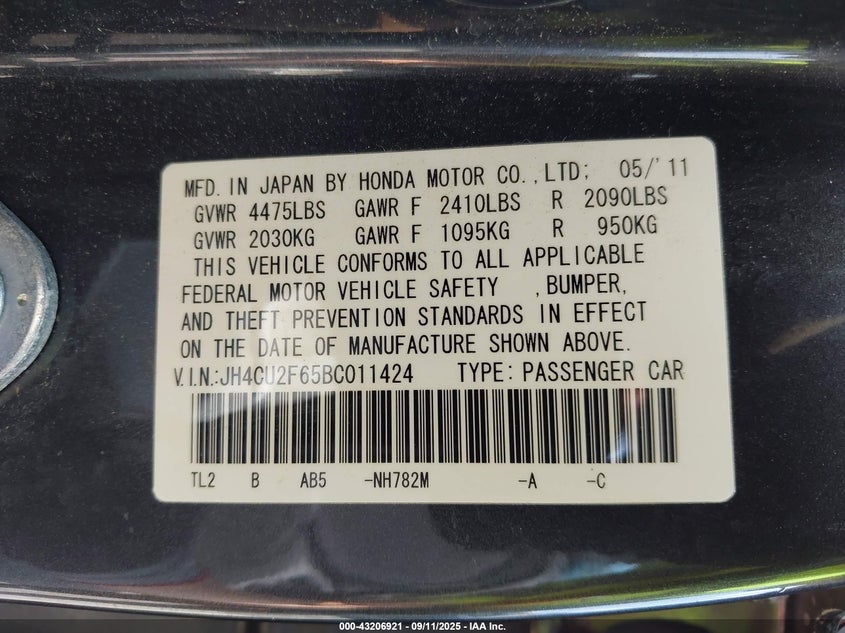 MFD. IN JAPAN BY HONDA MOTOR CO.,LTD; 05/'11
GVWR 4475LBS GAWR F 2410LBS R 2090LBS
GVWR 2030KG GAWR F 1095KG R 950KG
THIS VEHICLE CONFORMS TO ALL APPLICABLE
FEDERAL MOTOR VEHICLE SAFETY ,BUMPER,
AND THEFT PREVENTION STANDARDS IN EFFECT
ON THE DATE OF MANUFACTURE SHOWN ABOVE.
V.I.N.:JH4CU2F65BC011424 TYPE: PASSENGER CAR
TL2 B AB5 -NH782M -A -C
000-43206921 - 09/11/2025 - IAA Inc.